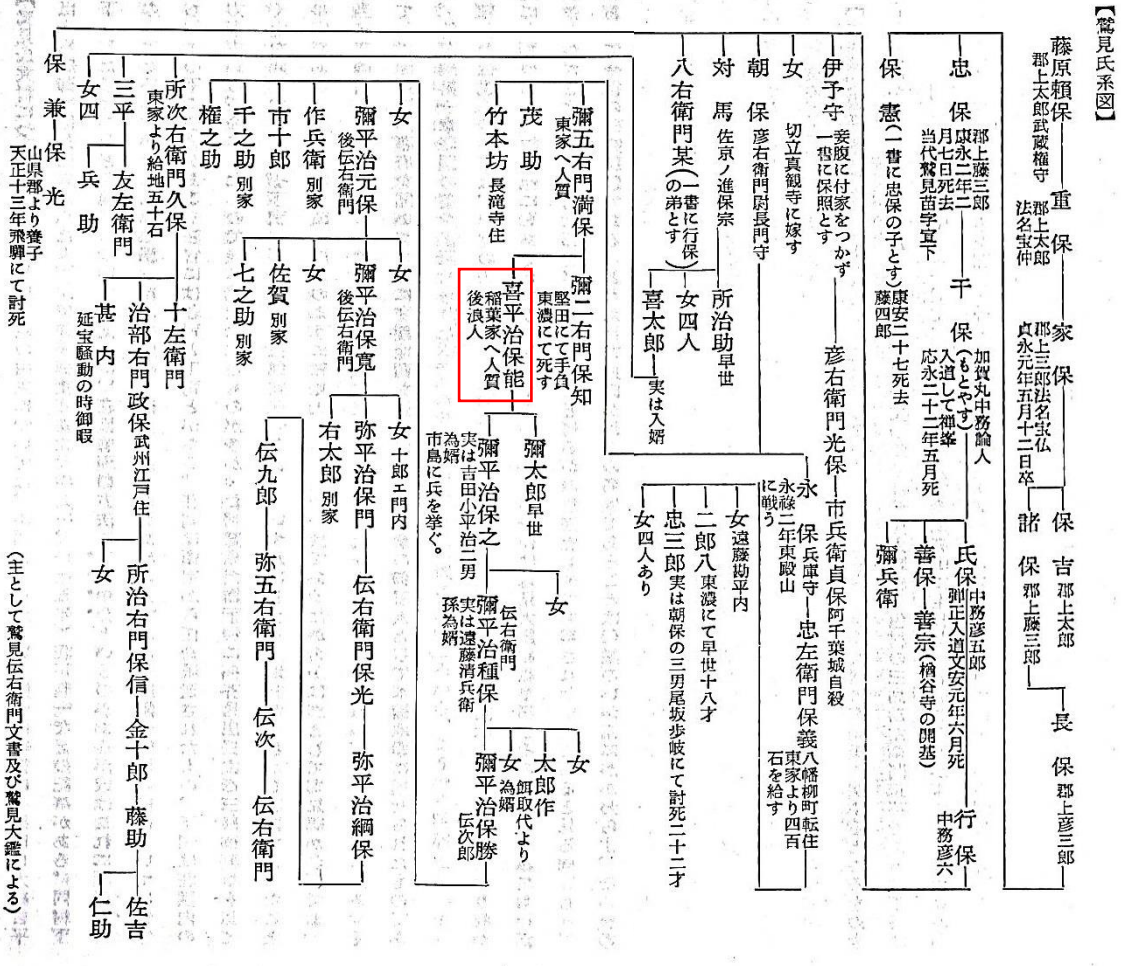 【鷲見氏系図】
藤原頼保
郡上太郎武蔵権守
重保
郡上太郎
法名宝仲
家保
郡上三郎法名宝仏
貞永元年五月十二日卒
保吉 郡上太郎
諸保 郡上藤三郎
長保 郡上彦三郎
忠保
郡上藤三郎
康永二年二
月七日死去
当代鷲見苗字宣下
干保
(もとやす)
加賀丸中務諭人
入道して禅峯
応永二十二年五月死
氏保
中務彦五郎
弾正入道文安元年六月死
行保
中務彦六
善保
善宗(楢谷寺の開基)
彌兵衛
保憲(一書に忠保の子とす)
康安二十七死去
藤四郎
伊予守
妾腹に付家をつかず
一書に保照とす
彦右衛門光保
市兵衛貞保
阿千葉城自殺
女
切立真観寺に嫁す
朝保
彦右衛門尉長門守
永保
兵庫守
永禄二年東殿山
に戦う
忠左衛門保義
八幡柳町転住
東家より四百
石を給す
女 遠藤勘平内
二郎八 東濃にて早世十八才
忠三郎 実は朝保の三男尾坂歩岐にて討死二十二才
女 四人あり
対馬
佐京ノ進保宗
所治助 早世
女四人
喜太郎
八右衛門某
(一書に行保)
(の弟とす)
実は入婿
彌五右門満保
東家へ人質
茂助
竹本坊 長滝寺住
彌二右門保知
堅田にて手負
東濃にて死す
喜平治保能
稲葉家へ人質
後浪人
彌太郎 早世
彌平治保之
実は吉田小平治二男
為婿
市島に兵を挙ぐ。
女
彌平治種保
伝右衛門
実は遠藤清兵衛
孫為婿
女
太郎作
女
餌取代より
為婿
彌平治保勝
伝次郎
女
彌平治元保
後伝右衛門
作兵衛 別家
市十郎
千之助 別家
権之助
女
彌平治保寛
後伝右衛門
女
佐賀 別家
七之助 別家
女 十郎エ門内
弥平治保門
右太郎 別家
伝右衛門保光
弥平治綱保
伝九郎
弥五右衛門
伝次
伝右衛門
所次右衛門久保
東家より給地五十石
三平
女四
友左衛門
兵助
十左衛門
治部右門政保 武州江戸住
甚内
延宝騒動の時御暇
所治右門保信
女
金十郎
藤助
佐吉
仁助
保兼
保光
山県郡より養子
天正十三年飛騨にて討死
(主として鷲見伝右衛門文書及び鷲見大鑑による)